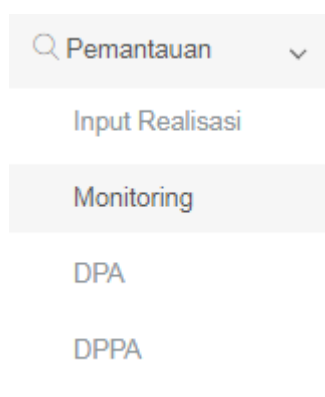 Pemantauan
Input Realisasi
Monitoring
DPA
DPPA